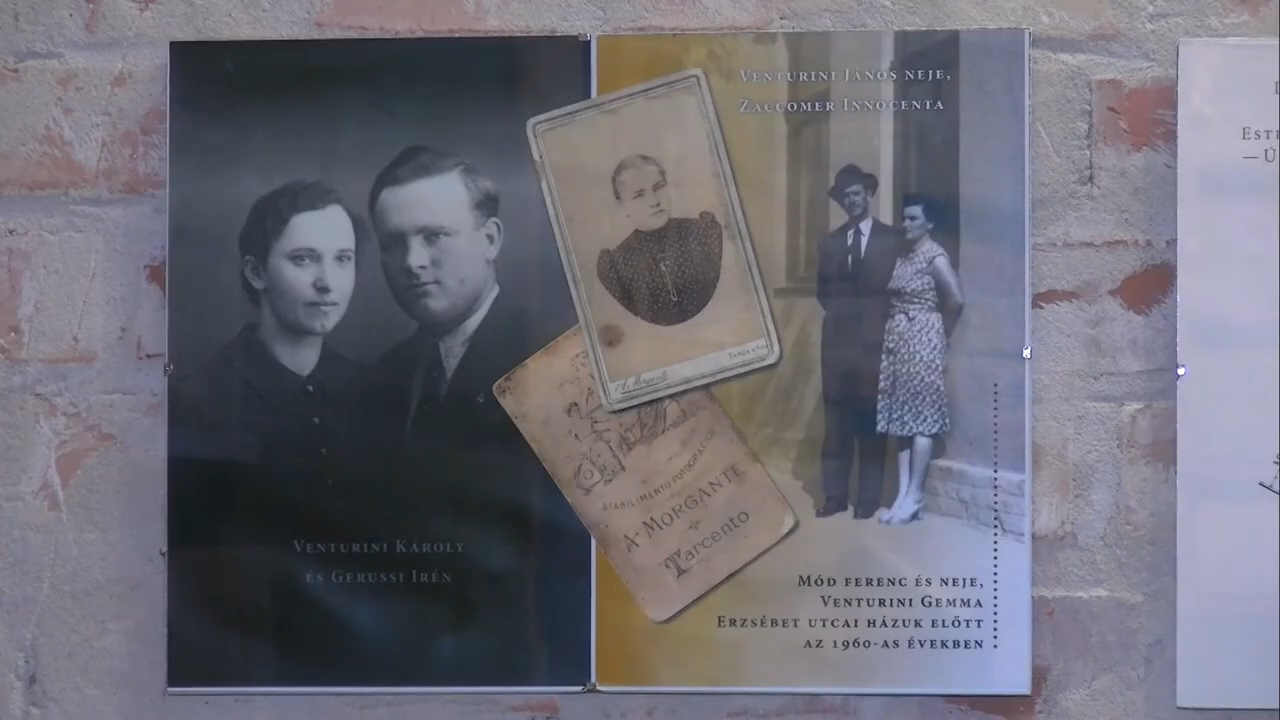 Venturini János neje,
Zaccomer Innocenta
A. Morgante
Stabilimento Fotografico
A. Morgante
Tarcento
Venturini Károly
és Gerussi Irén
Mód Ferenc és neje,
Venturini Gemma
Erzsébet utcai házuk előtt
az 1960-as években